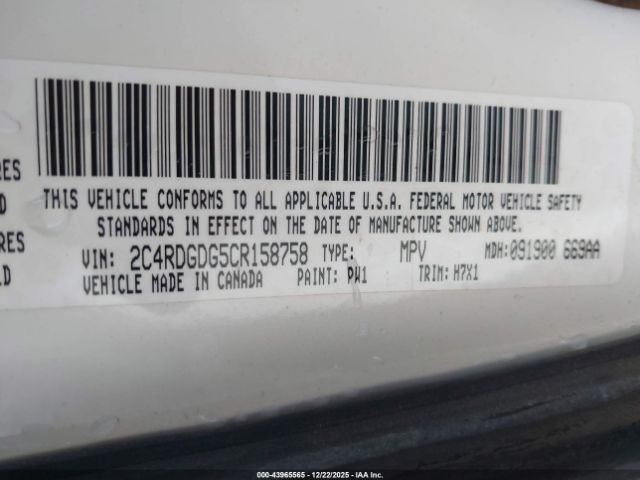 RES
THIS VEHICLE CONFORMS TO ALL APPLICABLE U.S.A. FEDERAL MOTOR VEHICLE SAFETY
D
STANDARDS IN EFFECT ON THE DATE OF MANUFACTURE SHOWN ABOVE.
RES
VIN: 2C4RDGDG5CR158758 TYPE: MPV MDH:091900 669AA
LD
VEHICLE MADE IN CANADA PAINT: PW1 TRIM: H7X1
000-43965565 - 12/22/2025 - IAA Inc.